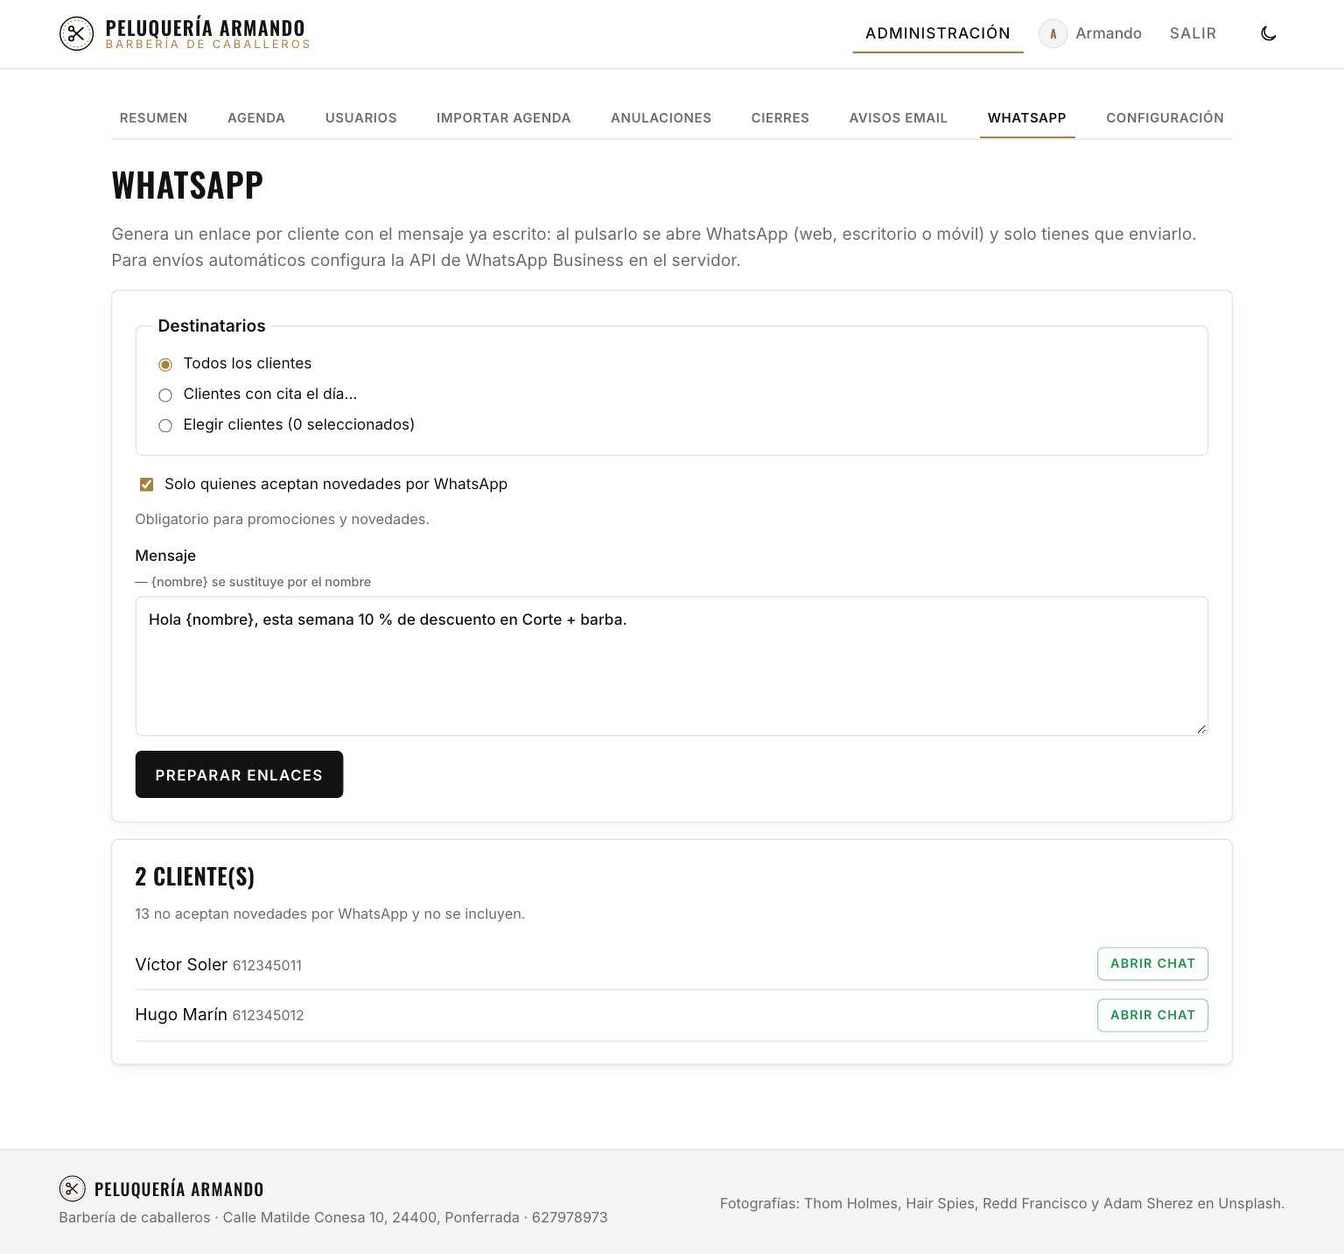 PELUQUERÍA ARMANDO
BARBERÍA DE CABALLEROS
ADMINISTRACIÓN
A
Armando
SALIR
RESUMEN
AGENDA
USUARIOS
IMPORTAR AGENDA
ANULACIONES
CIERRES
AVISOS EMAIL
WHATSAPP
CONFIGURACIÓN
WHATSAPP
Genera un enlace por cliente con el mensaje ya escrito: al pulsarlo se abre WhatsApp (web, escritorio o móvil) y solo tienes que enviarlo.
Para envíos automáticos configura la API de WhatsApp Business en el servidor.
Destinatarios
Todos los clientes
Clientes con cita el día…
Elegir clientes (0 seleccionados)
Solo quienes aceptan novedades por WhatsApp
Obligatorio para promociones y novedades.
Mensaje
— {nombre} se sustituye por el nombre
Hola {nombre}, esta semana 10 % de descuento en Corte + barba.
PREPARAR ENLACES
2 CLIENTE(S)
13 no aceptan novedades por WhatsApp y no se incluyen.
Víctor Soler 612345011
ABRIR CHAT
Hugo Marín 612345012
ABRIR CHAT
PELUQUERÍA ARMANDO
Barbería de caballeros · Calle Matilde Conesa 10, 24400, Ponferrada · 627978973
Fotografías: Thom Holmes, Hair Spies, Redd Francisco y Adam Sherez en Unsplash.